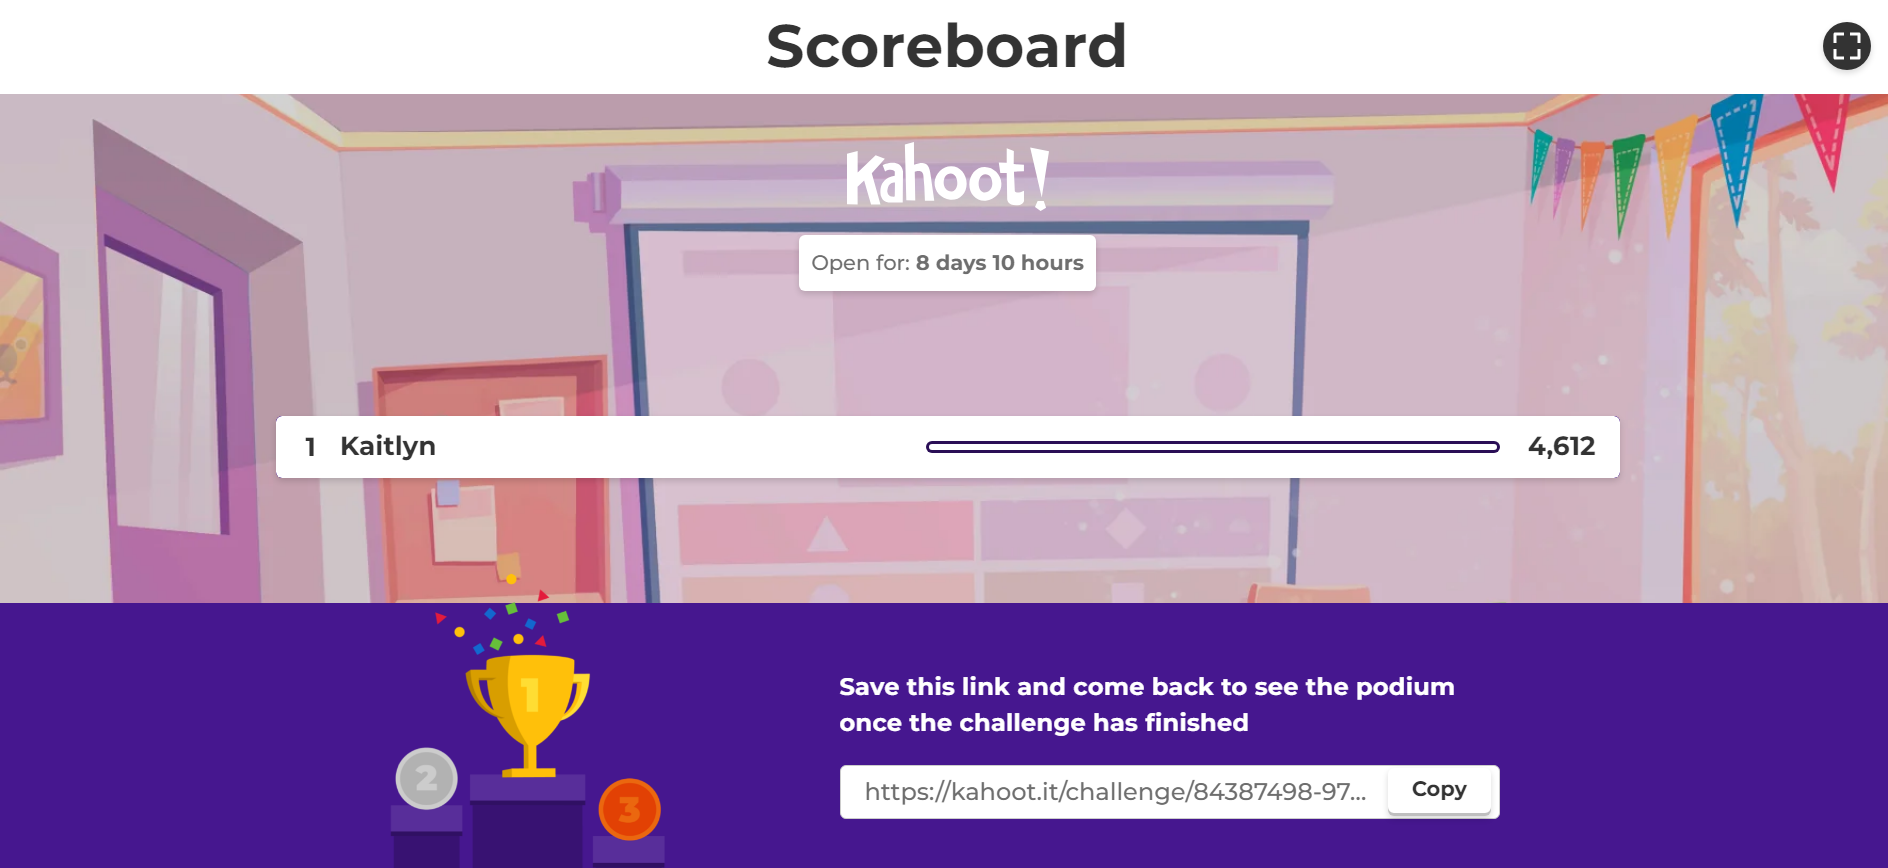 Scoreboard
Kahoot!
Open for: 8 days 10 hours
1 Kaitlyn 4,612
1
2
3
Save this link and come back to see the podium
once the challenge has finished
https://kahoot.it/challenge/84387498-97...
Copy